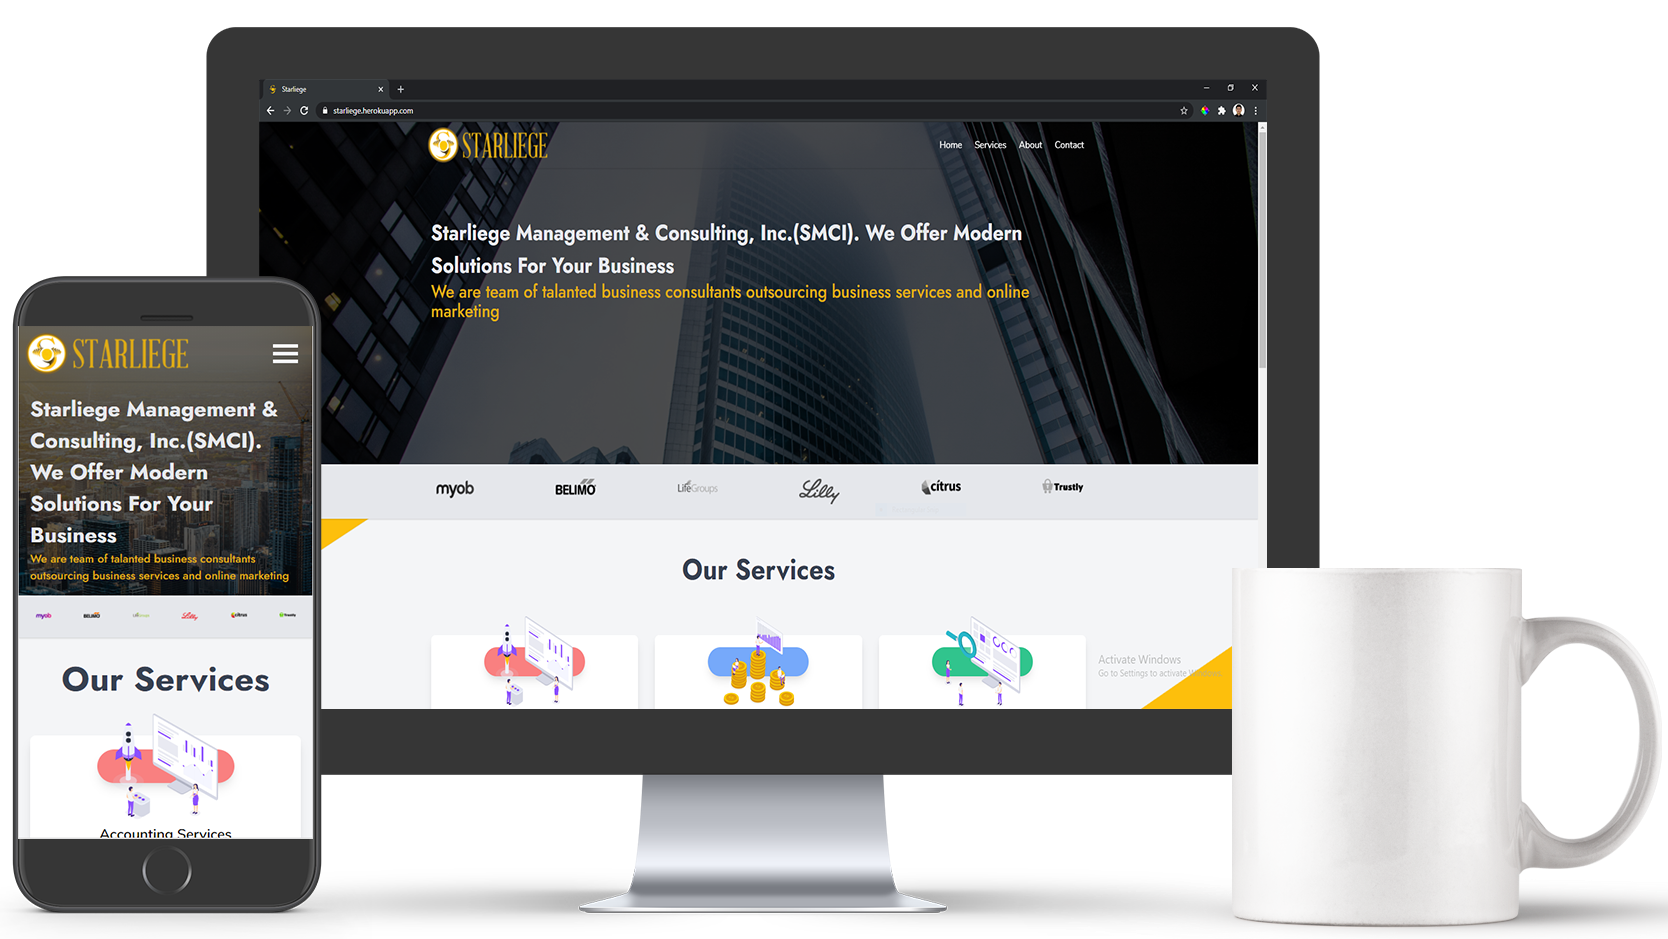 Starliege
starliege.herokuapp.com
STARLIEGE
Home Services About Contact
Starliege Management & Consulting, Inc.(SMCI). We Offer Modern
Solutions For Your Business
We are team of talanted business consultants outsourcing business services and online
marketing
myob BELIMO LifeGroups Lilly citrus Trustly
Our Services
Activate Windows
Go to Settings to activate Windows.
STARLIEGE
Starliege Management &
Consulting, Inc.(SMCI).
We Offer Modern
Solutions For Your
Business
We are team of talanted business consultants
outsourcing business services and online marketing
myob BELIMO LifeGroups Lilly citrus Trustly
Our Services
Accounting Services